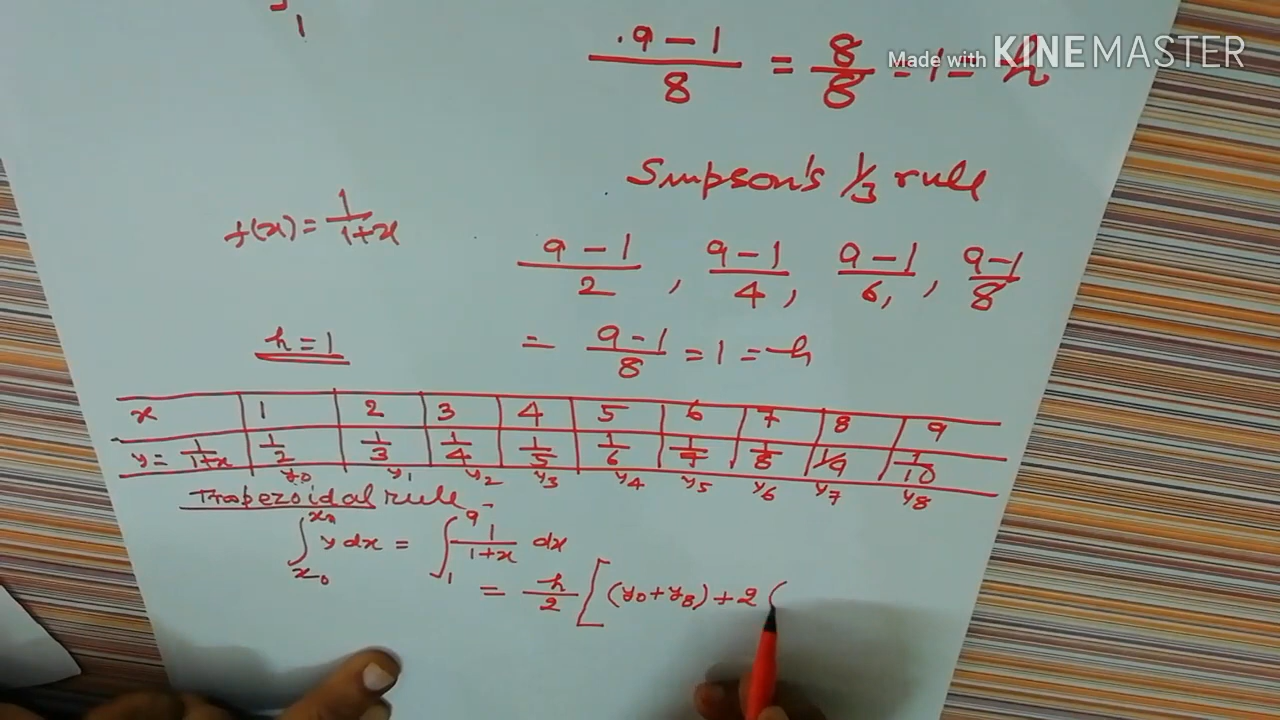 1
.9-1/8 = 8/8 = 1 = h
Made with KINEMASTER
Simpson's 1/3 rule
f(x) = 1/1+x
9-1/2 , 9-1/4, 9-1/6, , 9-1/8
h = 1
= 9-1/8 = 1 = h
x 1 2 3 4 5 6 7 8 9
y = 1/1+x 1/2 1/3 1/4 1/5 1/6 1/7 1/8 1/9 1/10
y0 y1 y2 y3 y4 y5 y6 y7 y8
Trapezoidal rule -
∫x0^xn y dx = ∫1^9 1/1+x dx
= h/2 [(y0+y8)+2(